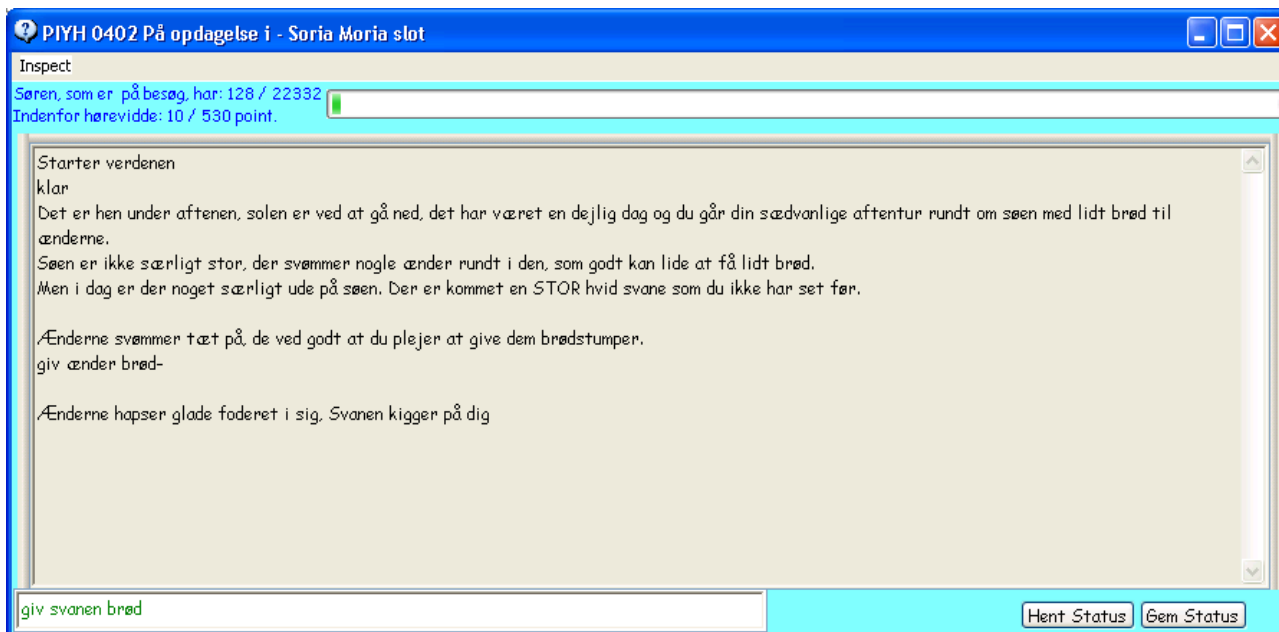 PIYH 0402 På opdagelse i - Soria Moria slot
Inspect
Søren, som er på besøg, har: 128 / 22332
Indenfor hørevidde: 10 / 530 point.
Starter verdenen
klar
Det er hen under aftenen, solen er ved at gå ned, det har været en dejlig dag og du går din sædvanlige aftentur rundt om søen med lidt brød til
ænderne.
Søen er ikke særligt stor, der svømmer nogle ænder rundt i den, som godt kan lide at få lidt brød.
Men i dag er der noget særligt ude på søen. Der er kommet en STOR hvid svane som du ikke har set før.
Ænderne svømmer tæt på, de ved godt at du plejer at give dem brødstumper.
giv ænder brød-
Ænderne hapser glade foderet i sig, Svanen kigger på dig
giv svanen brød
Hent Status Gem Status